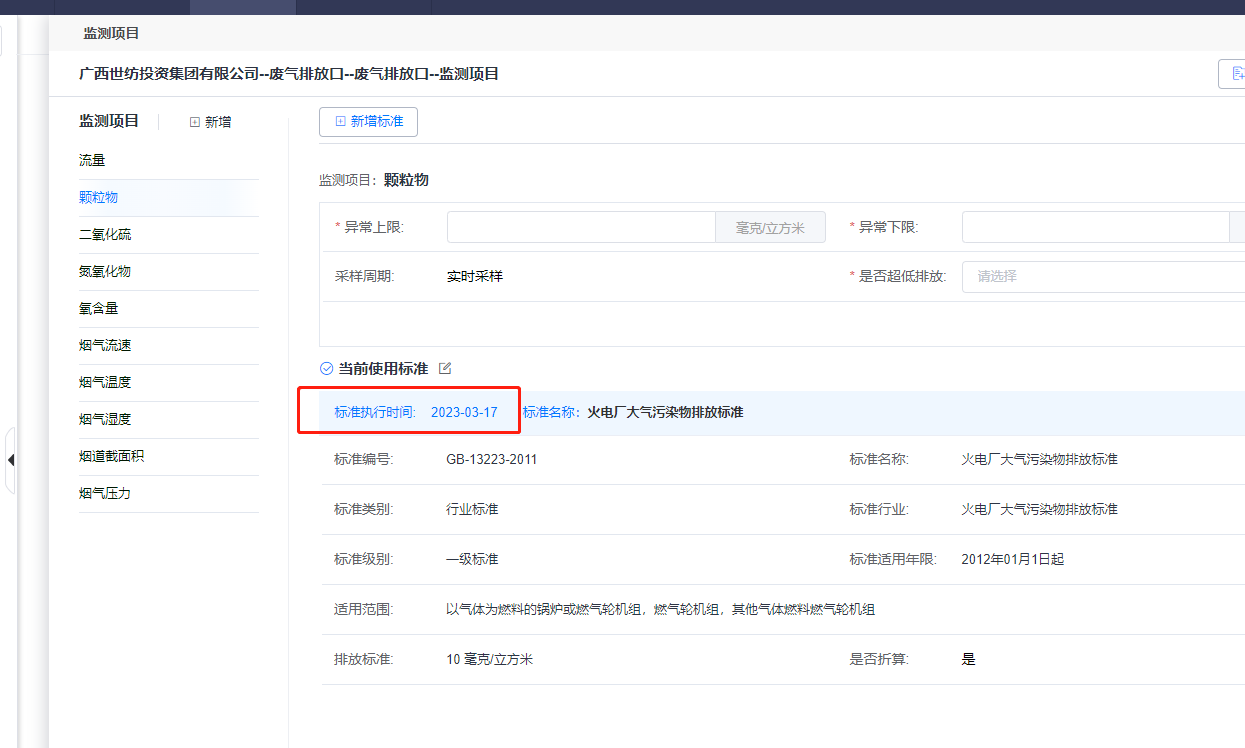 监测项目
广西世纺投资集团有限公司--废气排放口--废气排放口--监测项目
监测项目
新增
流量
颗粒物
二氧化硫
氮氧化物
氧含量
烟气流速
烟气温度
烟气湿度
烟道截面积
烟气压力
新增标准
监测项目：颗粒物
* 异常上限: 毫克/立方米 * 异常下限:
采样周期: 实时采样 * 是否超低排放: 请选择
当前使用标准
标准执行时间: 2023-03-17 标准名称：火电厂大气污染物排放标准
标准编号: GB-13223-2011 标准名称: 火电厂大气污染物排放标准
标准类别: 行业标准 标准行业: 火电厂大气污染物排放标准
标准级别: 一级标准 标准适用年限: 2012年01月1日起
适用范围: 以气体为燃料的锅炉或燃气轮机组，燃气轮机组，其他气体燃料燃气轮机组
排放标准: 10 毫克/立方米 是否折算: 是